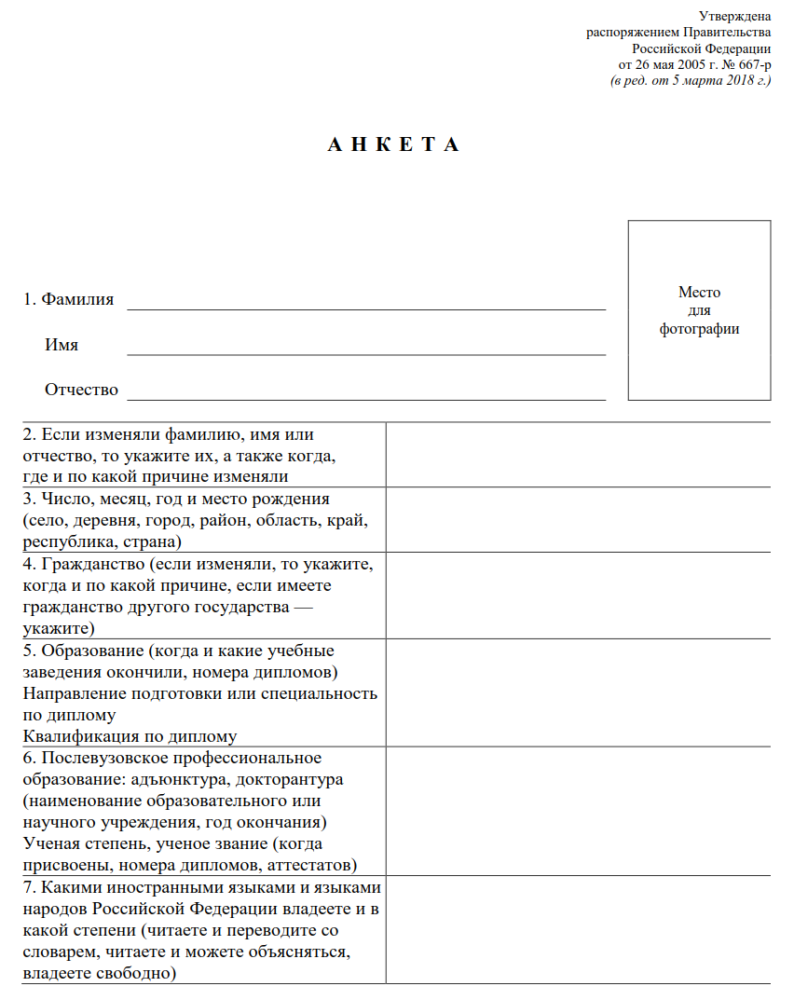 Утверждена
распоряжением Правительства
Российской Федерации
от 26 мая 2005 г. № 667-р
(в ред. от 5 марта 2018 г.)
А Н К Е Т А
Место
для
фотографии
1. Фамилия
Имя
Отчество
2. Если изменяли фамилию, имя или
отчество, то укажите их, а также когда,
где и по какой причине изменяли
3. Число, месяц, год и место рождения
(село, деревня, город, район, область, край,
республика, страна)
4. Гражданство (если изменяли, то укажите,
когда и по какой причине, если имеете
гражданство другого государства —
укажите)
5. Образование (когда и какие учебные
заведения окончили, номера дипломов)
Направление подготовки или специальность
по диплому
Квалификация по диплому
6. Послевузовское профессиональное
образование: адъюнктура, докторантура
(наименование образовательного или
научного учреждения, год окончания)
Ученая степень, ученое звание (когда
присвоены, номера дипломов, аттестатов)
7. Какими иностранными языками и языками
народов Российской Федерации владеете и в
какой степени (читаете и переводите со
словарем, читаете и можете объясняться,
владеете свободно)